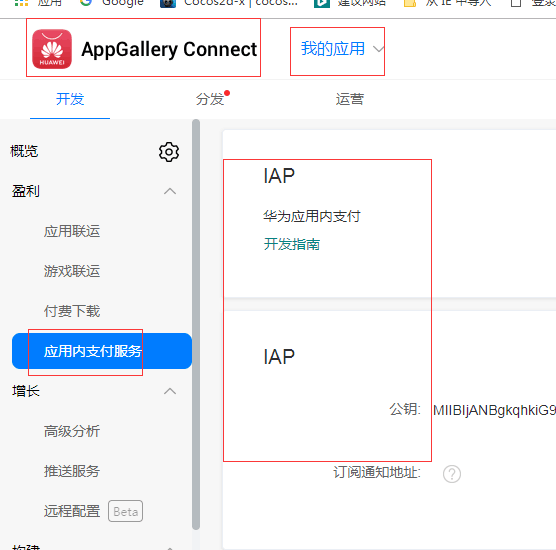 应用
Google
Cocos2d-x | cocos...
建议网站
从 IE 中导入
登录
HUAWEI
AppGallery Connect
我的应用
开发
分发
运营
概览
盈利
应用联运
游戏联运
付费下载
应用内支付服务
增长
高级分析
推送服务
远程配置 Beta
构建
IAP
华为应用内支付
开发指南
IAP
公钥: MIIBIjANBgkqhkiG9
订阅通知地址: ?